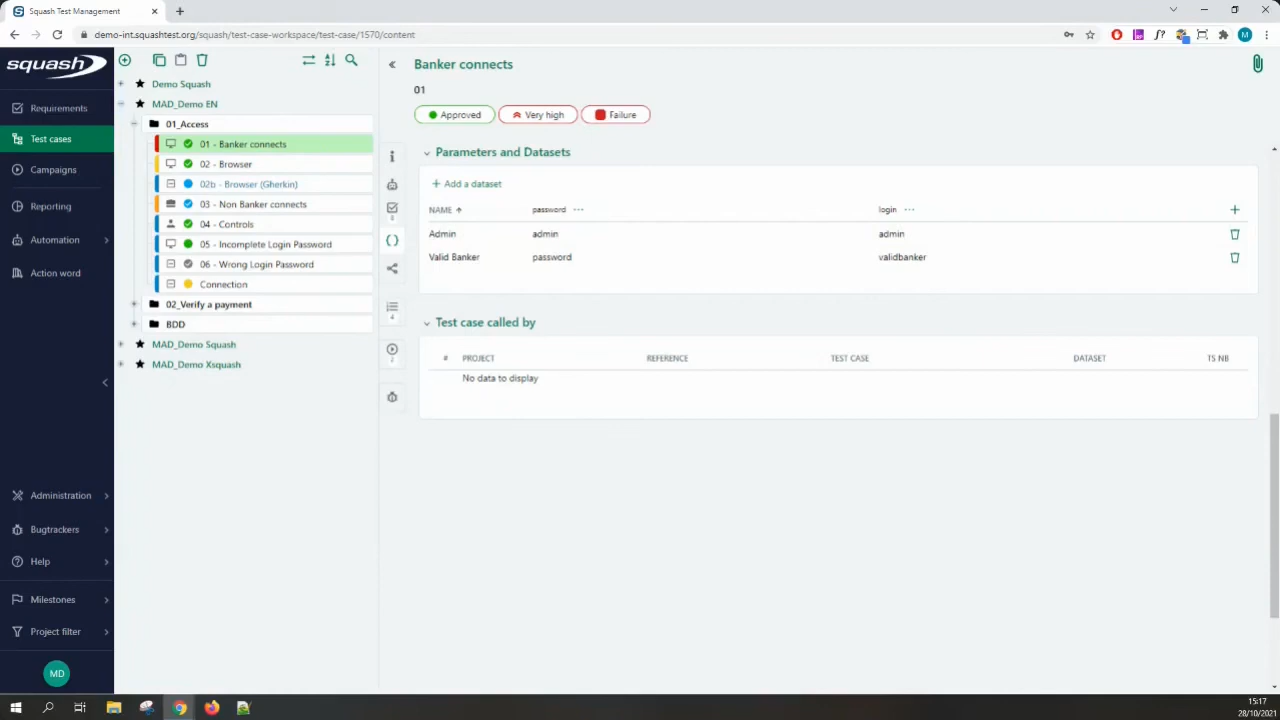 Squash Test Management
demo-int.squashtest.org/squash/test-case-workspace/test-case/1570/content
M
squash
Requirements
Test cases
Campaigns
Reporting
Automation
Action word
Administration
Bugtrackers
Help
Milestones
Project filter
MD
Demo Squash
MAD_Demo EN
01_Access
01 - Banker connects
02 - Browser
02b - Browser (Gherkin)
03 - Non Banker connects
04 - Controls
05 - Incomplete Login Password
06 - Wrong Login Password
Connection
02_Verify a payment
BDD
MAD_Demo Squash
MAD_Demo Xsquash
Banker connects
01
Approved Very high Failure
Parameters and Datasets
+ Add a dataset
NAME password ... login ...
Admin admin admin
Valid Banker password validbanker
Test case called by
# PROJECT REFERENCE TEST CASE DATASET TS NB
No data to display
15:17
28/10/2021